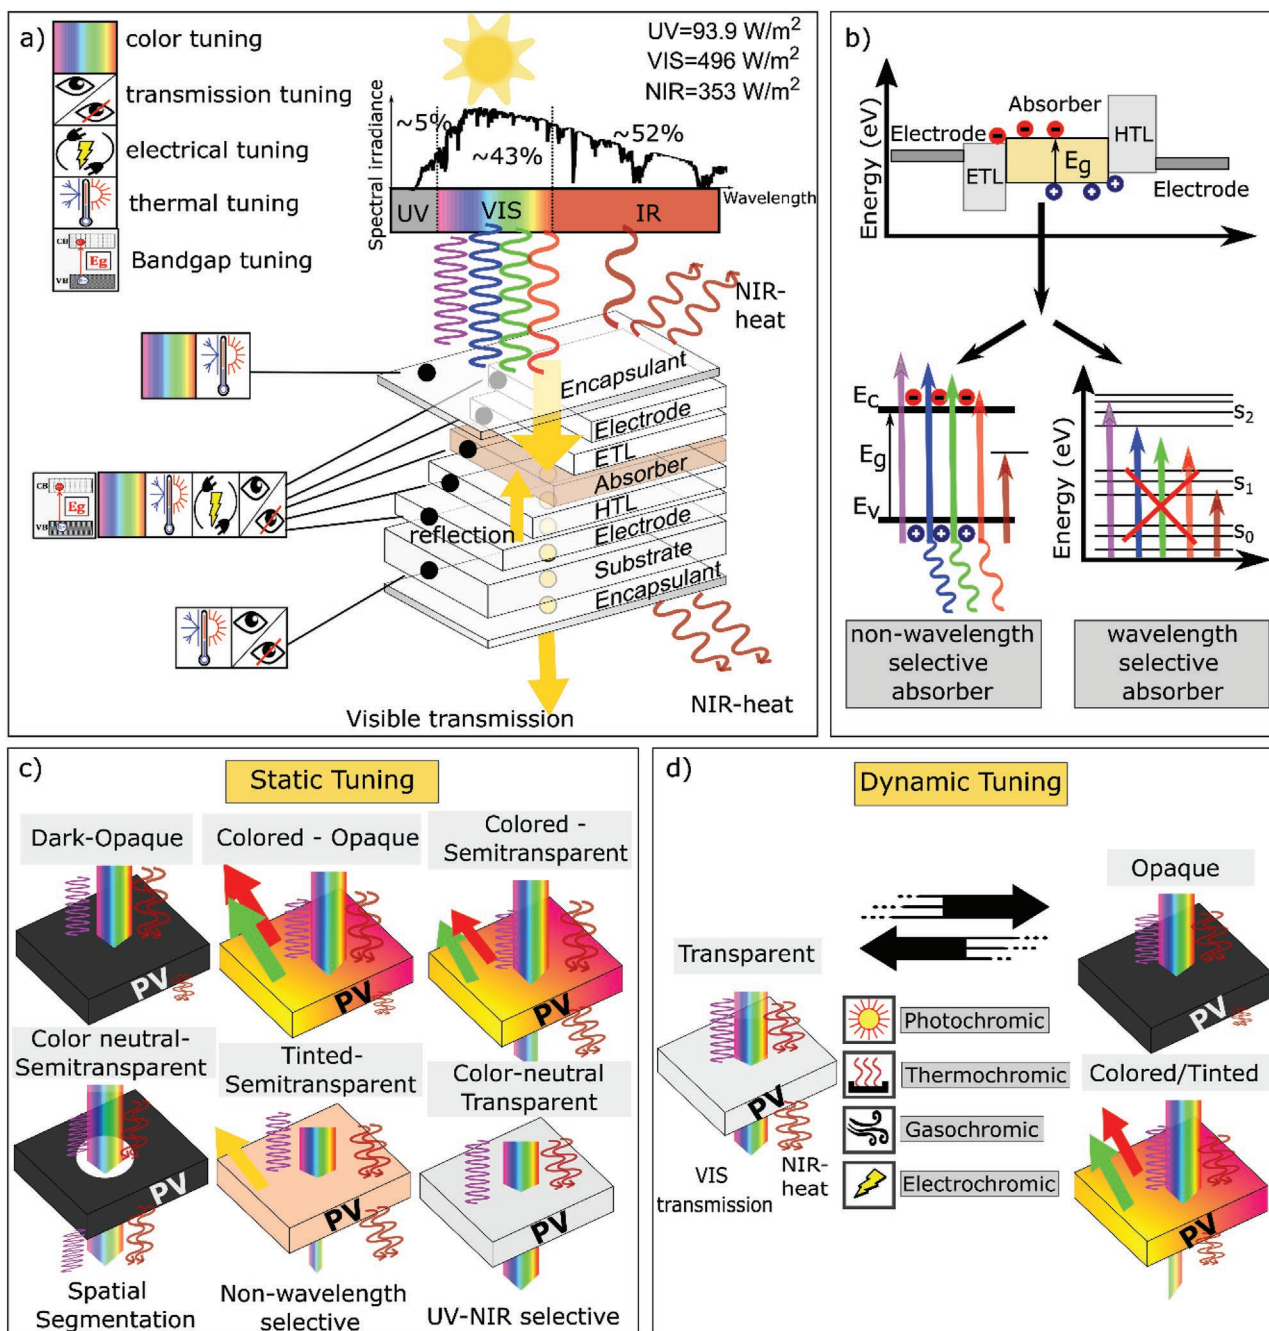 a)
color tuning
transmission tuning
electrical tuning
thermal tuning
CB
Eg
VB
Bandgap tuning
UV=93.9 W/m²
VIS=496 W/m²
NIR=353 W/m²
Spectral irradiance
~5%
~43%
~52%
Wavelength
UV
VIS
IR
NIR-
heat
Encapsulant
Electrode
ETL
Absorber
HTL
Electrode
Substrate
Encapsulant
reflection
CB
Eg
VB
NIR-heat
Visible transmission
b)
Energy (eV)
Electrode
Absorber
HTL
ETL
Eg
Electrode
Ec
Eg
Ev
Energy (eV)
S2
S1
S0
non-wavelength
selective
absorber
wavelength
selective
absorber
c)
Static Tuning
Dark-Opaque
PV
Colored - Opaque
PV
Colored -
Semitransparent
PV
Color neutral-
Semitransparent
PV
Spatial
Segmentation
Tinted-
Semitransparent
PV
Non-wavelength
selective
Color-neutral
Transparent
PV
UV-NIR selective
d)
Dynamic Tuning
Transparent
PV
VIS
transmission
NIR-
heat
Photochromic
Thermochromic
Gasochromic
Electrochromic
Opaque
PV
Colored/Tinted
PV